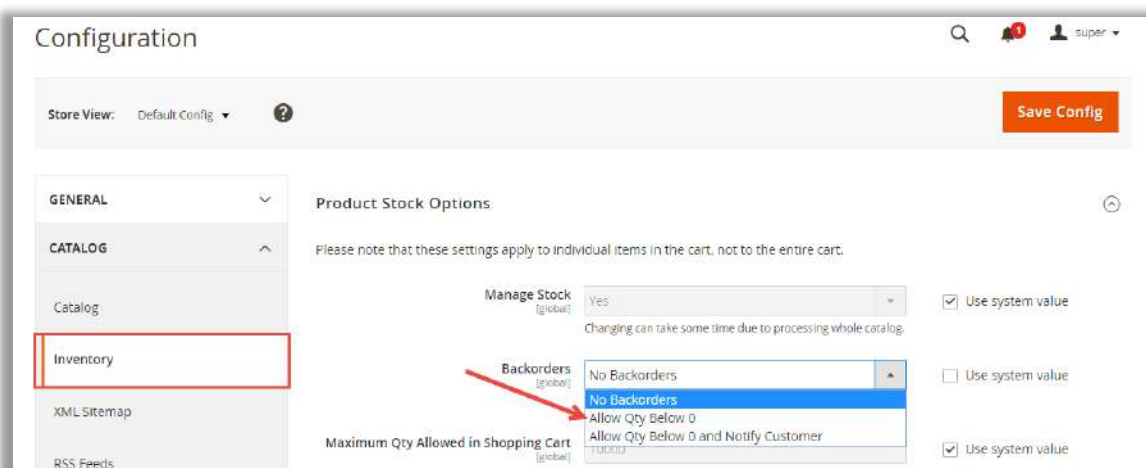 Configuration
1
super
Store View: Default Config
?
Save Config
GENERAL
CATALOG
Catalog
Inventory
XML Sitemap
RSS Feeds
Product Stock Options
Please note that these settings apply to individual items in the cart, not to the entire cart.
Manage Stock
[global]
Yes
Use system value
Changing can take some time due to processing whole catalog.
Backorders
[global]
No Backorders
Use system value
No Backorders
Allow Qty Below 0
Allow Qty Below 0 and Notify Customer
Maximum Qty Allowed in Shopping Cart
[global]
10000
Use system value